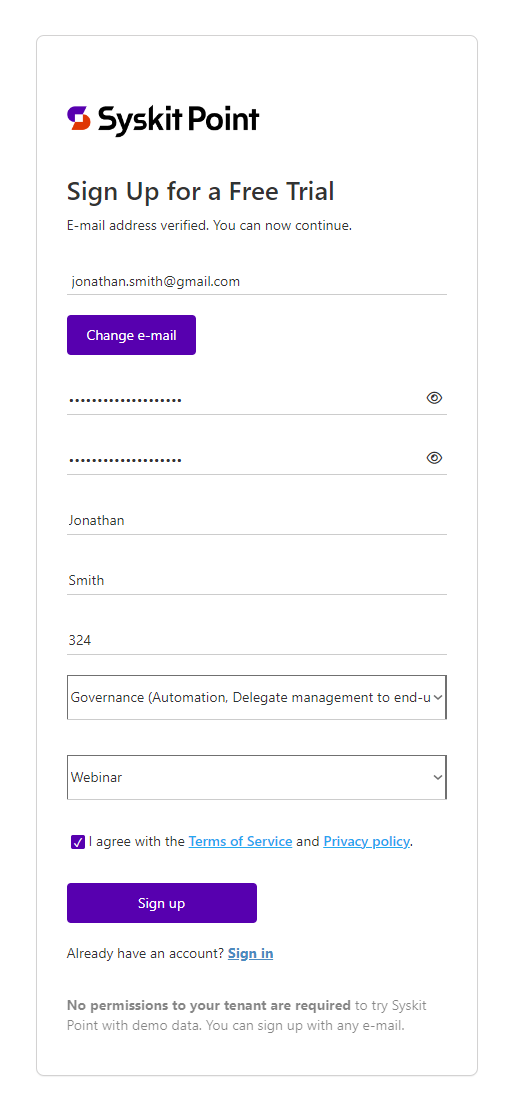 Syskit Point
Sign Up for a Free Trial
E-mail address verified. You can now continue.
jonathan.smith@gmail.com
Change e-mail
••••••••••••••••••••
••••••••••••••••••••
Jonathan
Smith
324
Governance (Automation, Delegate management to end-u
Webinar
I agree with the Terms of Service and Privacy policy.
Sign up
Already have an account? Sign in
No permissions to your tenant are required to try Syskit
Point with demo data. You can sign up with any e-mail.